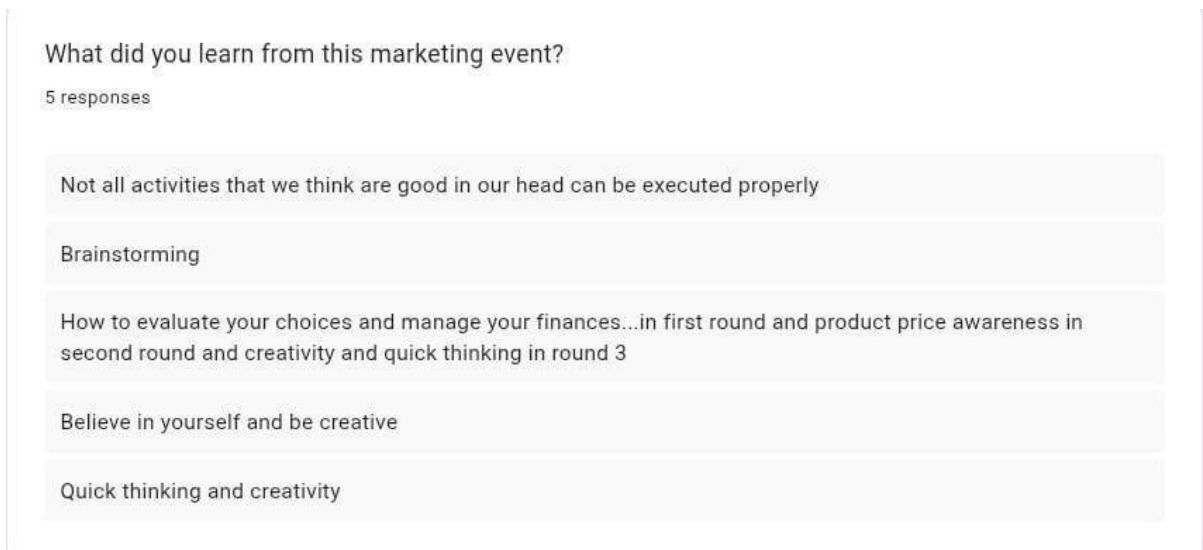 What did you learn from this marketing event?
5 responses
Not all activities that we think are good in our head can be executed properly
Brainstorming
How to evaluate your choices and manage your finances...in first round and product price awareness in
second round and creativity and quick thinking in round 3
Believe in yourself and be creative
Quick thinking and creativity